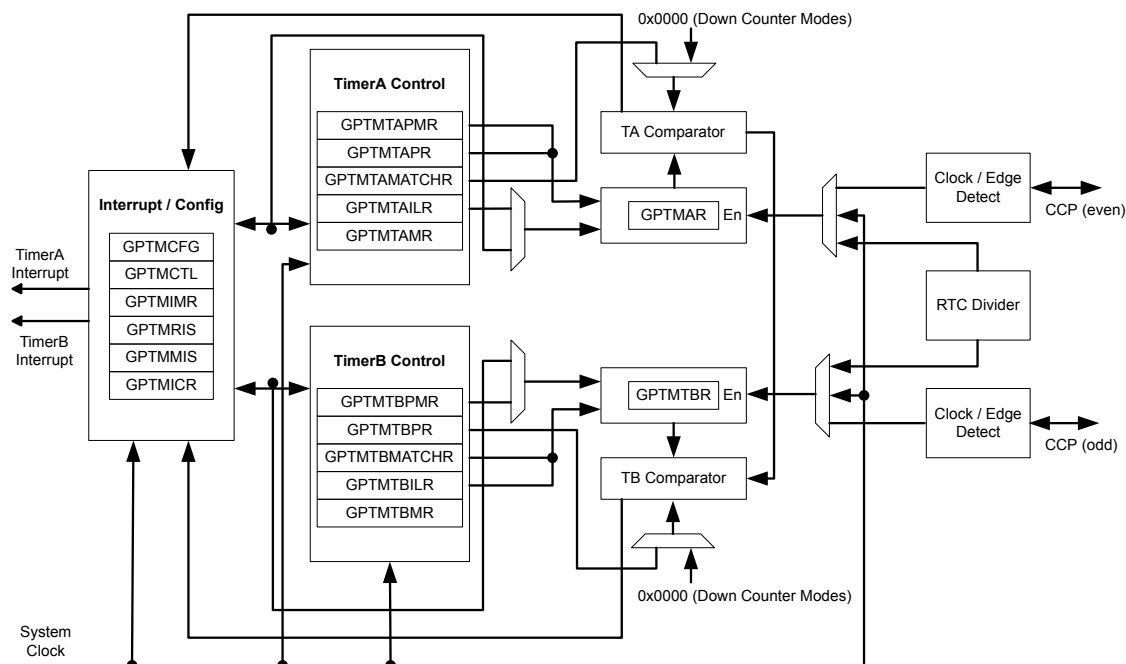 0x0000 (Down Counter Modes)
TimerA Control
GPTMTAPMR
GPTMTAPR
GPTMTAMATCHR
GPTMTAILR
GPTMTAMR
TA Comparator
GPTMAR
En
Clock / Edge
Detect
CCP (even)
Interrupt / Config
GPTMCFG
GPTMCTL
GPTMIMR
GPTMRIS
GPTMMIS
GPTMICR
TimerA
Interrupt
TimerB
Interrupt
RTC Divider
TimerB Control
GPTMTBPMR
GPTMTBPR
GPTMTBMATCHR
GPTMTBILR
GPTMTBMR
GPTMTBR
En
TB Comparator
Clock / Edge
Detect
CCP (odd)
0x0000 (Down Counter Modes)
System
Clock